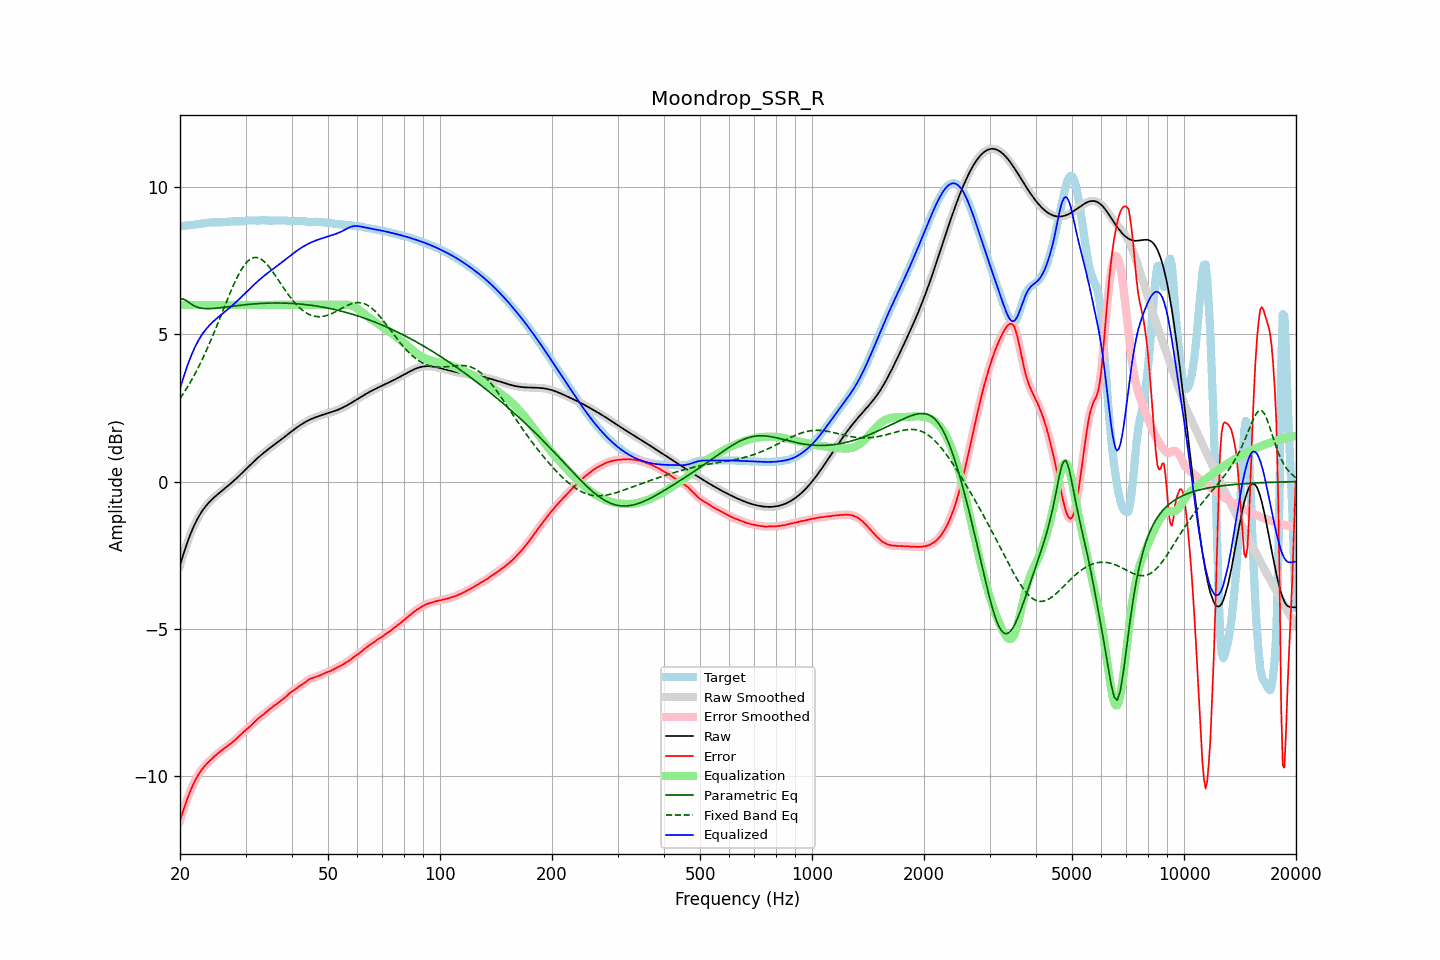 Moondrop_SSR_R
Amplitude (dBr)
10
5
0
−5
−10
Target
Raw Smoothed
Error Smoothed
Raw
Error
Equalization
Parametric Eq
Fixed Band Eq
Equalized
20 50 100 200 500 1000 2000 5000 10000 20000
Frequency (Hz)